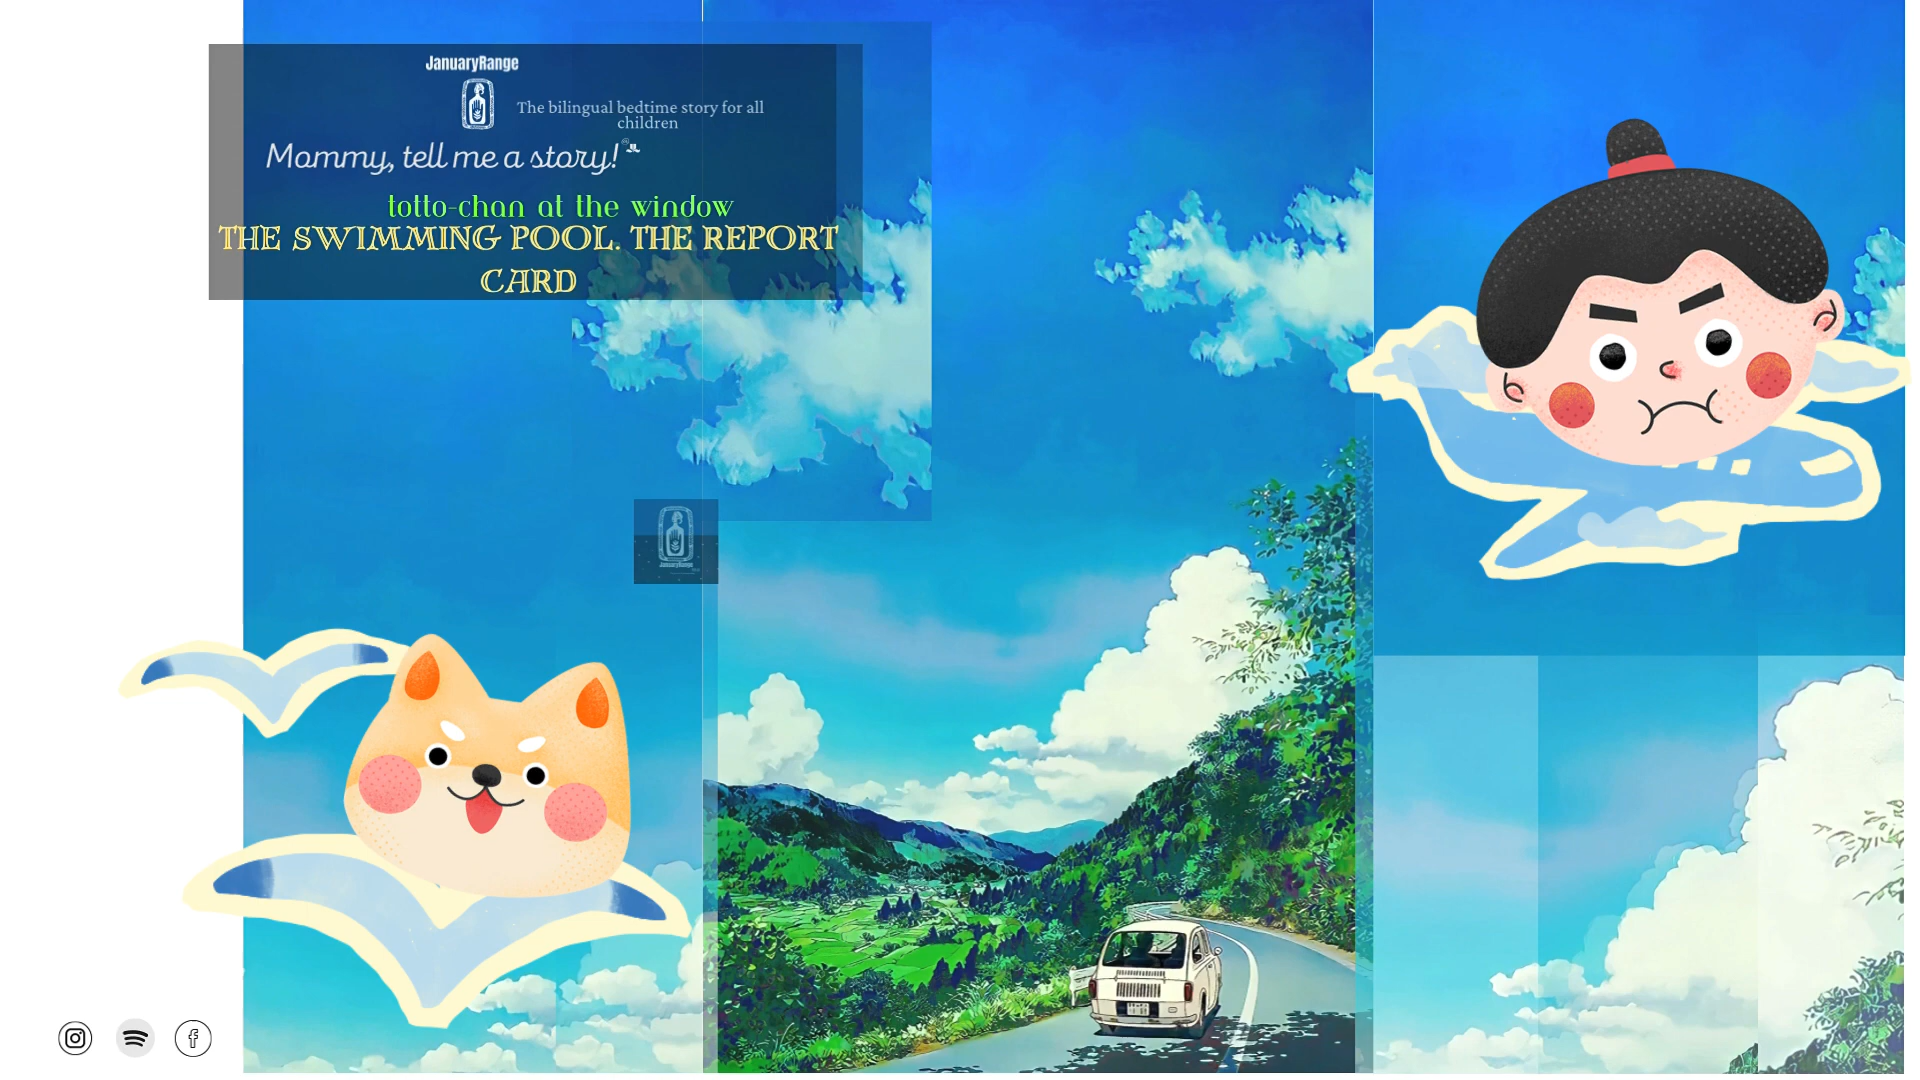 JanuaryRange
The bilingual bedtime story for all
children
Mommy, tell me a story!
totto-chan at the window
THE SWIMMING POOL. THE REPORT
CARD
JanuaryRange